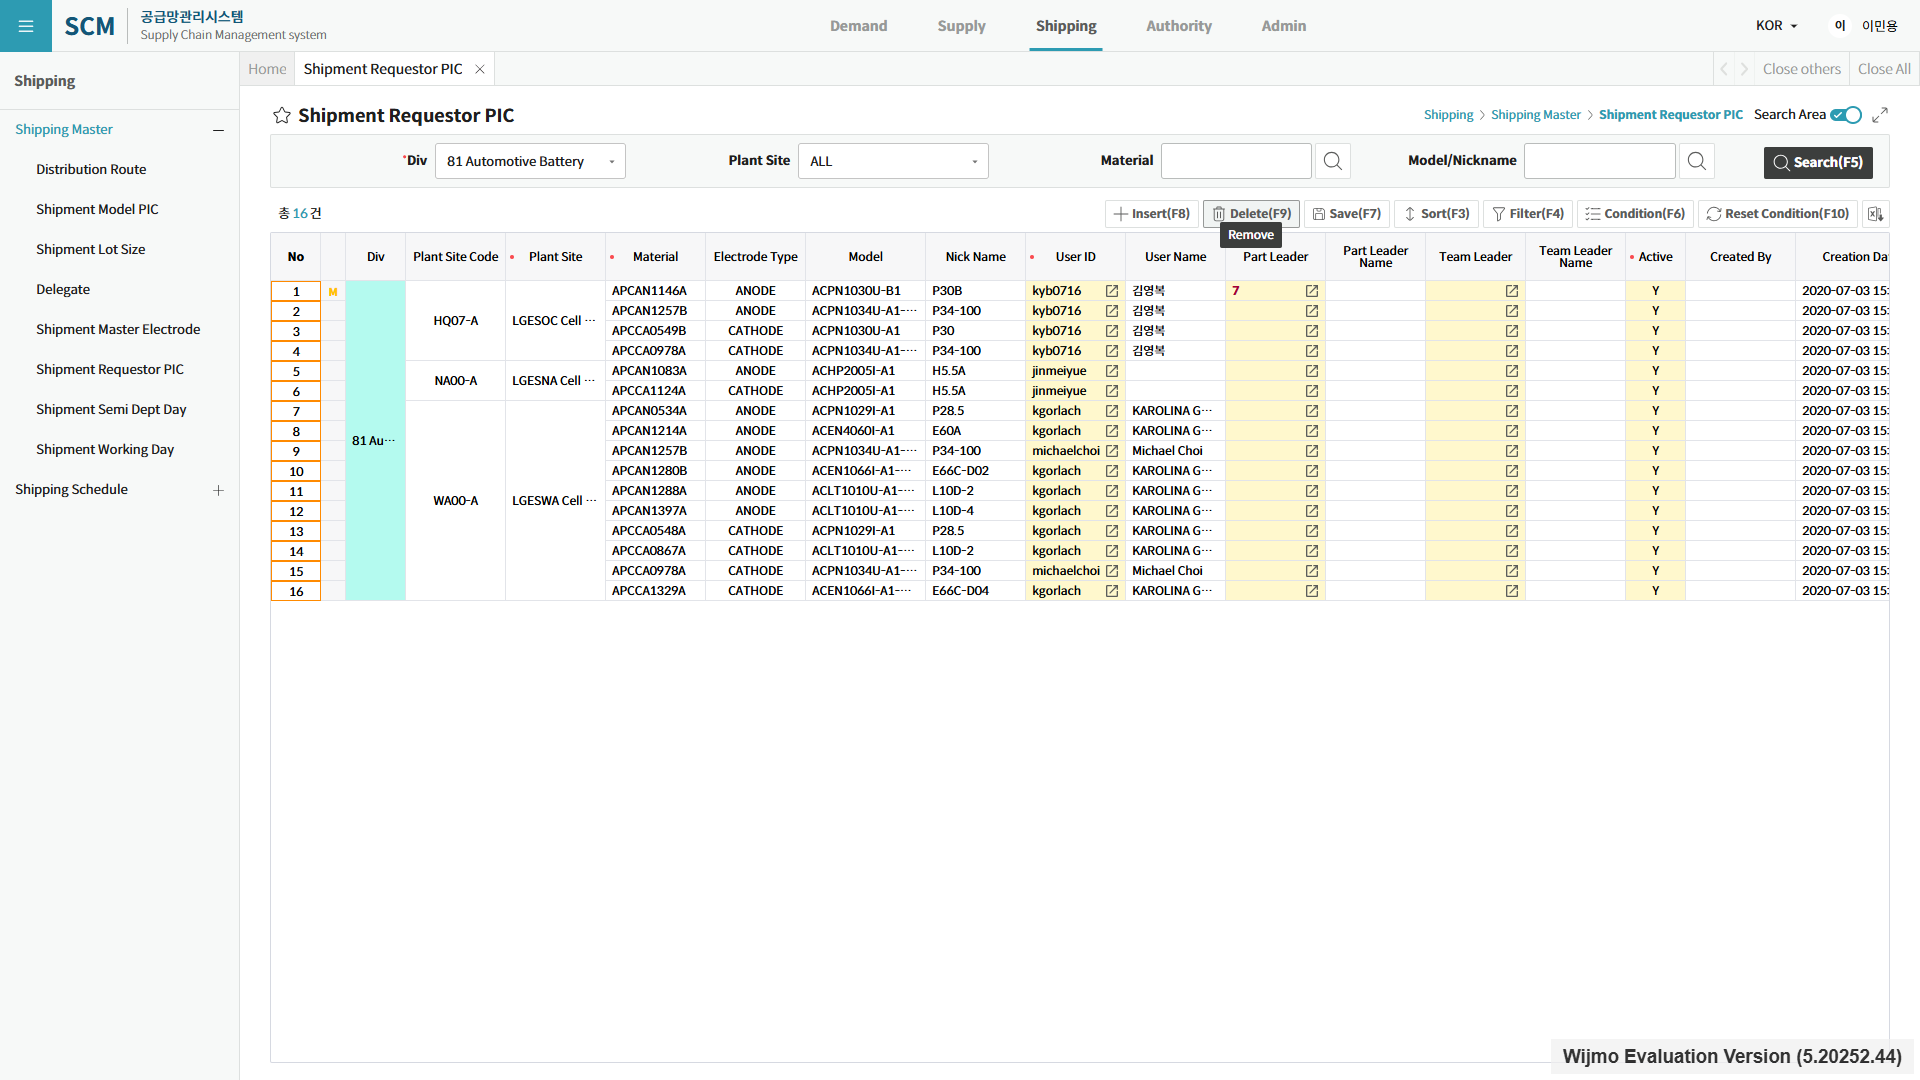 SCM
공급망관리시스템
Supply Chain Management system
Demand
Supply
Shipping
Authority
Admin
KOR
이
이민용
Shipping
Home
Shipment Requestor PIC
Close others
Close All
Shipping Master
Distribution Route
Shipment Model PIC
Shipment Lot Size
Delegate
Shipment Master Electrode
Shipment Requestor PIC
Shipment Semi Dept Day
Shipment Working Day
Shipping Schedule
Shipment Requestor PIC
Shipping > Shipping Master > Shipment Requestor PIC
Search Area
*Div
81 Automotive Battery
Plant Site
ALL
Material
Model/Nickname
Search(F5)
총 16 건
Insert(F8)
Delete(F9)
Save(F7)
Sort(F3)
Filter(F4)
Condition(F6)
Reset Condition(F10)
Remove
No Div Plant Site Code Plant Site Material Electrode Type Model Nick Name User ID User Name Part Leader Part Leader Name Team Leader Team Leader Name Active Created By Creation Da
81 Au···
HQ07-A LGESOC Cell ···
NA00-A LGESNA Cell ···
WA00-A LGESWA Cell ···
1 M APCAN1146A ANODE ACPN1030U-B1 P30B kyb0716 김영복 7 Y 2020-07-03 15:
2 APCAN1257B ANODE ACPN1034U-A1-··· P34-100 kyb0716 김영복 Y 2020-07-03 15:
3 APCCA0549B CATHODE ACPN1030U-A1 P30 kyb0716 김영복 Y 2020-07-03 15:
4 APCCA0978A CATHODE ACPN1034U-A1-··· P34-100 kyb0716 김영복 Y 2020-07-03 15:
5 APCAN1083A ANODE ACHP2005I-A1 H5.5A jinmeiyue Y 2020-07-03 15:
6 APCCA1124A CATHODE ACHP2005I-A1 H5.5A jinmeiyue Y 2020-07-03 15:
7 APCAN0534A ANODE ACPN1029I-A1 P28.5 kgorlach KAROLINA G··· Y 2020-07-03 15:
8 APCAN1214A ANODE ACEN4060I-A1 E60A kgorlach KAROLINA G··· Y 2020-07-03 15:
9 APCAN1257B ANODE ACPN1034U-A1-··· P34-100 michaelchoi Michael Choi Y 2020-07-03 15:
10 APCAN1280B ANODE ACEN1066I-A1-··· E66C-D02 kgorlach KAROLINA G··· Y 2020-07-03 15:
11 APCAN1288A ANODE ACLT1010U-A1-··· L10D-2 kgorlach KAROLINA G··· Y 2020-07-03 15:
12 APCAN1397A ANODE ACLT1010U-A1-··· L10D-4 kgorlach KAROLINA G··· Y 2020-07-03 15:
13 APCCA0548A CATHODE ACPN1029I-A1 P28.5 kgorlach KAROLINA G··· Y 2020-07-03 15:
14 APCCA0867A CATHODE ACLT1010U-A1-··· L10D-2 kgorlach KAROLINA G··· Y 2020-07-03 15:
15 APCCA0978A CATHODE ACPN1034U-A1-··· P34-100 michaelchoi Michael Choi Y 2020-07-03 15:
16 APCCA1329A CATHODE ACEN1066I-A1-··· E66C-D04 kgorlach KAROLINA G··· Y 2020-07-03 15:
Wijmo Evaluation Version (5.20252.44)